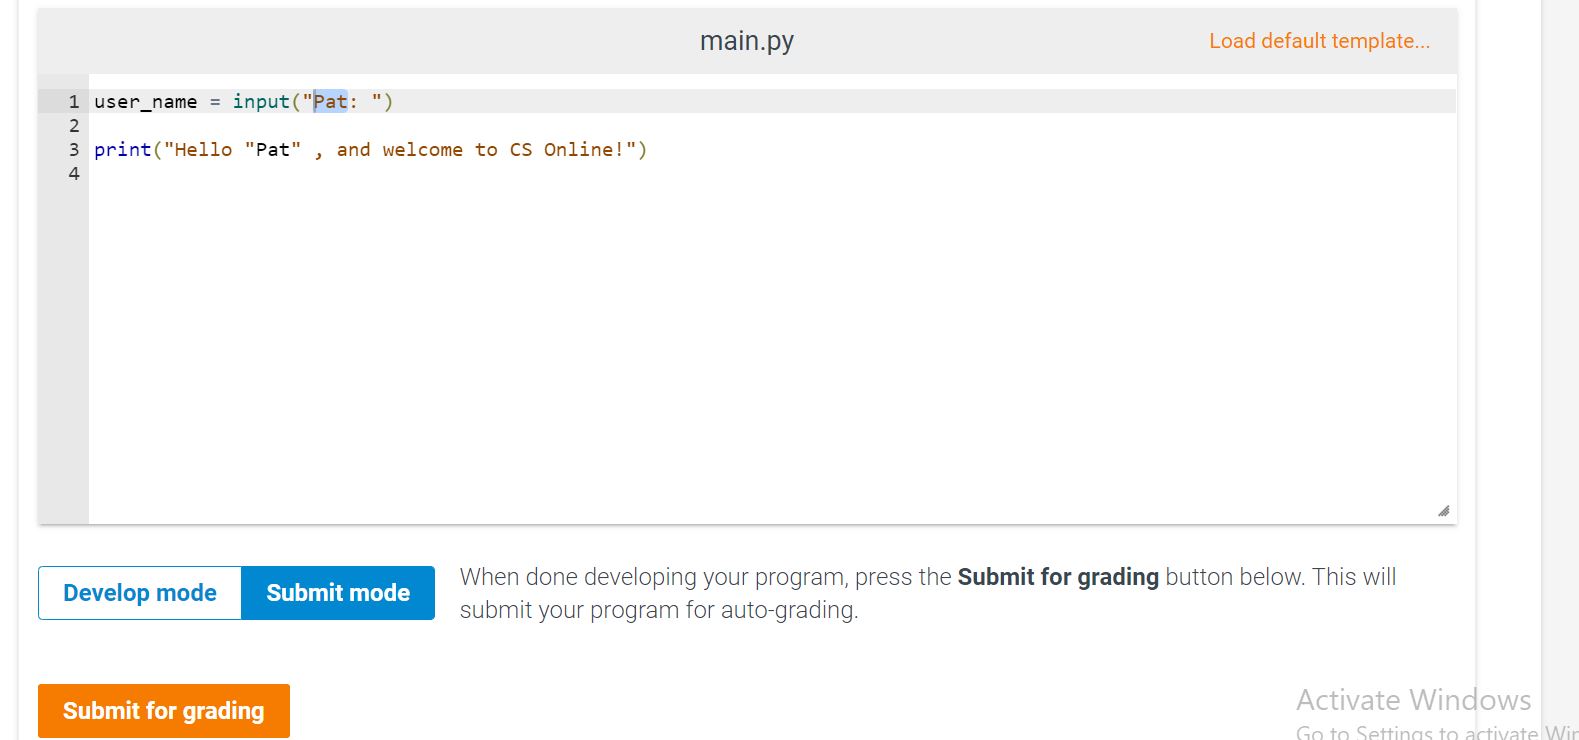 main.py
Load default template...
1 user_name = input("Pat: ")
2
3 print("Hello "Pat" , and welcome to CS Online!")
4
Develop mode
Submit mode
When done developing your program, press the Submit for grading button below. This will
submit your program for auto-grading.
Submit for grading
Activate Windows
Go to Settings to activate Win